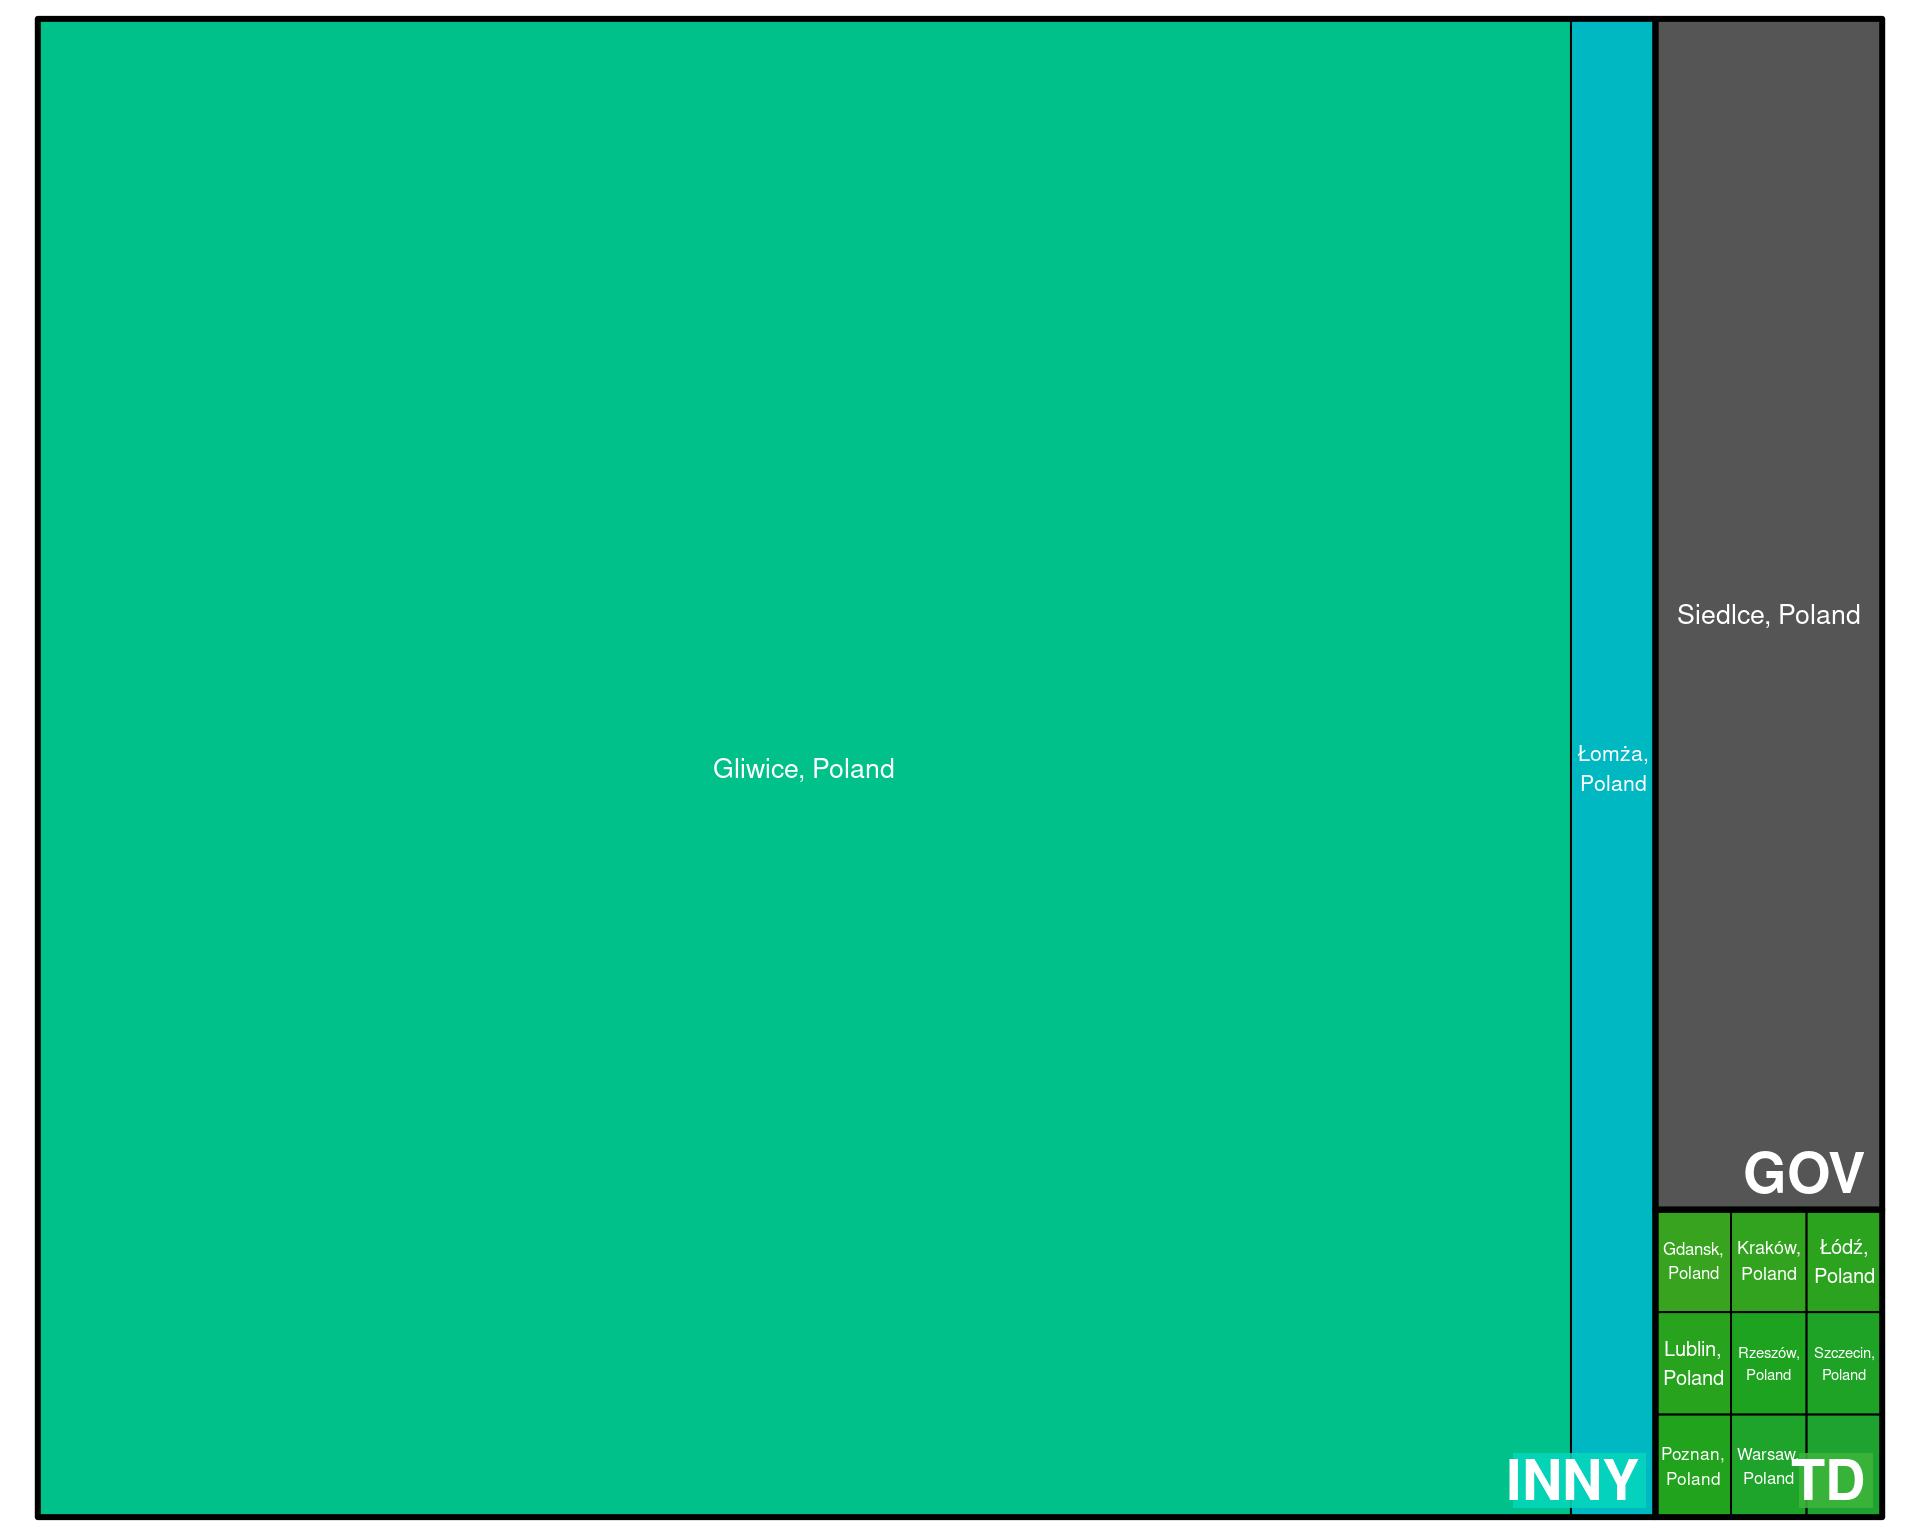 Gliwice, Poland
Łomża,
Poland
INNY
Siedlce, Poland
GOV
Gdansk,
Poland
Kraków,
Poland
Łódź,
Poland
Lublin,
Poland
Rzeszów,
Poland
Szczecin,
Poland
Poznan,
Poland
Warsaw,
Poland
TD